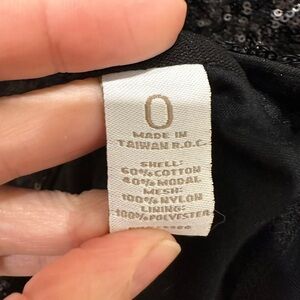 0
MADE IN
TAIWAN R.O.C.
SHELL:
60%COTTON
40%MODAL
MESH:
100%NYLON
LINING:
100%POLYESTER